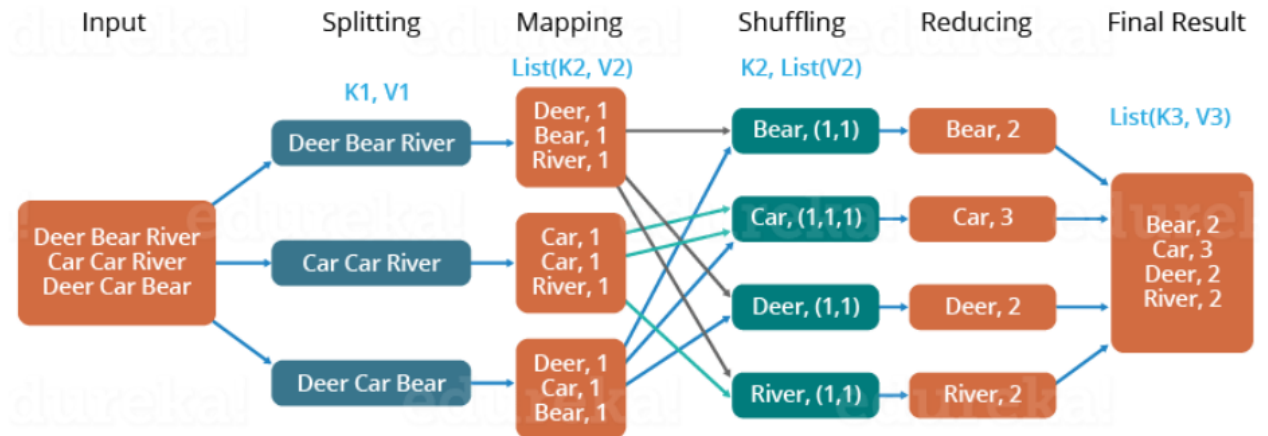 Input
Splitting
Mapping
Shuffling
Reducing
Final Result
K1, V1
List(K2, V2)
K2, List(V2)
List(K3, V3)
Deer Bear River
Car Car River
Deer Car Bear
Deer Bear River
Car Car River
Deer Car Bear
Deer, 1
Bear, 1
River, 1
Car, 1
Car, 1
River, 1
Deer, 1
Car, 1
Bear, 1
Bear, (1,1)
Car, (1,1,1)
Deer, (1,1)
River, (1,1)
Bear, 2
Car, 3
Deer, 2
River, 2
Bear, 2
Car, 3
Deer, 2
River, 2
edureka!